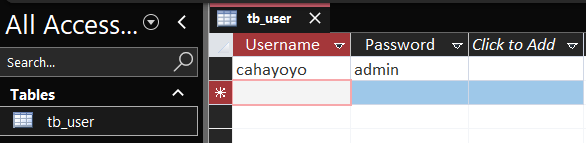 All Access...
Search...
Tables
tb_user
tb_user
Username Password Click to Add
cahayoyo admin